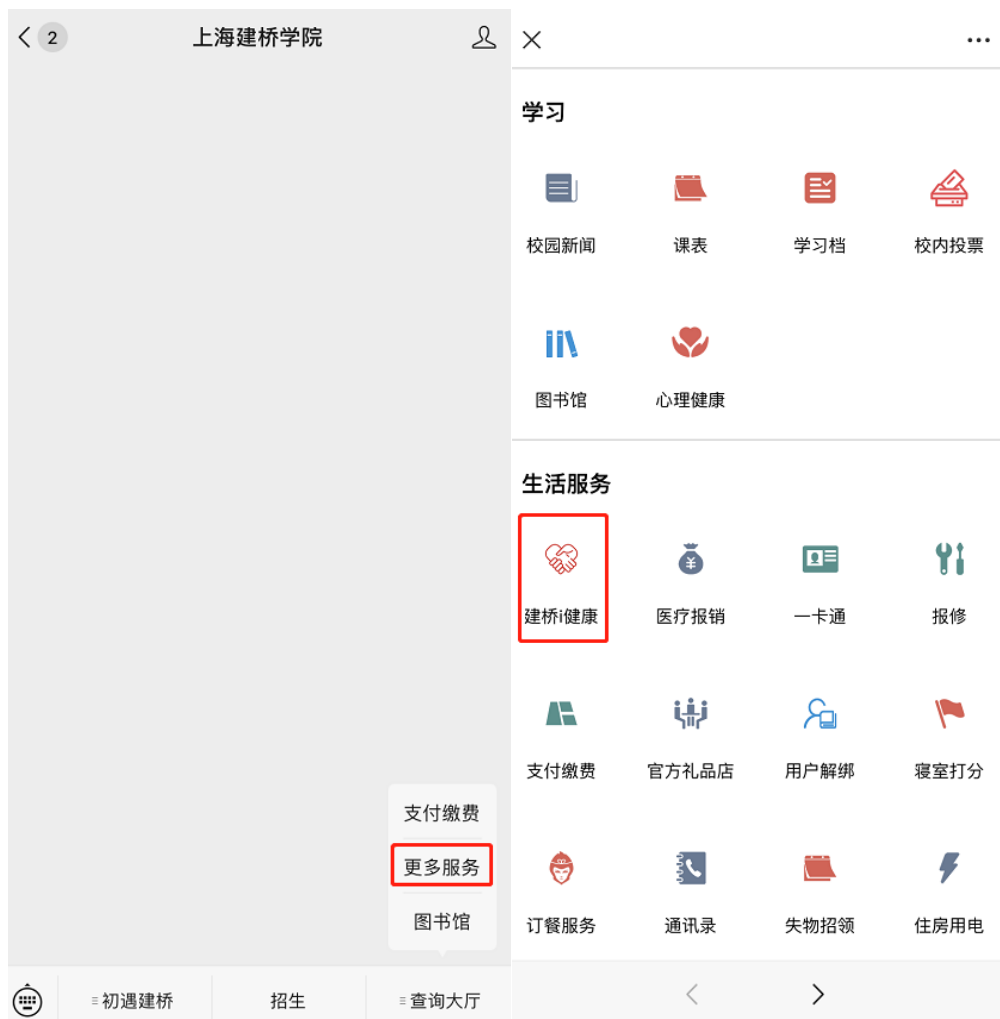 2
上海建桥学院
支付缴费
更多服务
图书馆
初遇建桥
招生
查询大厅
学习
校园新闻
课表
学习档
校内投票
图书馆
心理健康
生活服务
建桥i健康
医疗报销
一卡通
报修
支付缴费
官方礼品店
用户解绑
寝室打分
订餐服务
通讯录
失物招领
住房用电